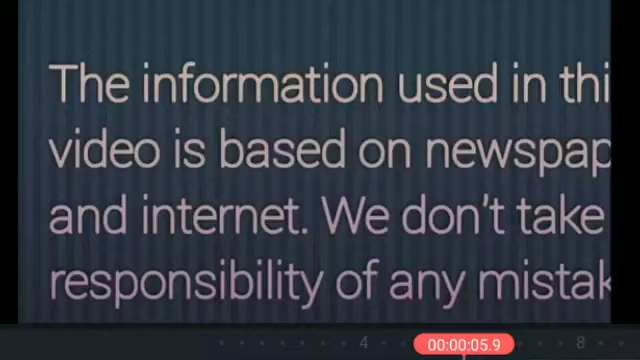 The information used in thi
video is based on newspap
and internet. We don't take
responsibility of any mistak
4 00:00:05.9 8